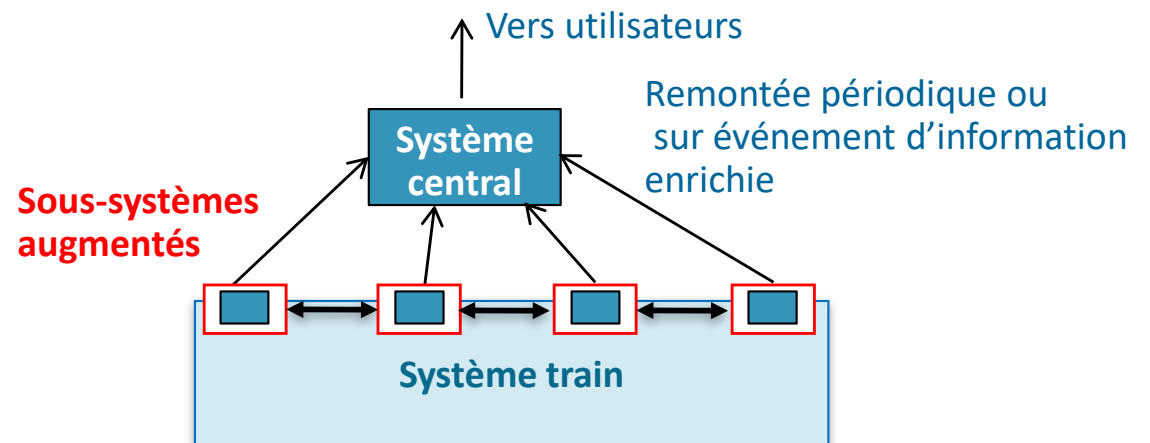 Vers utilisateurs
Remontée périodique ou
sur événement d'information
enrichie
Système
central
Sous-systèmes
augmentés
Système train